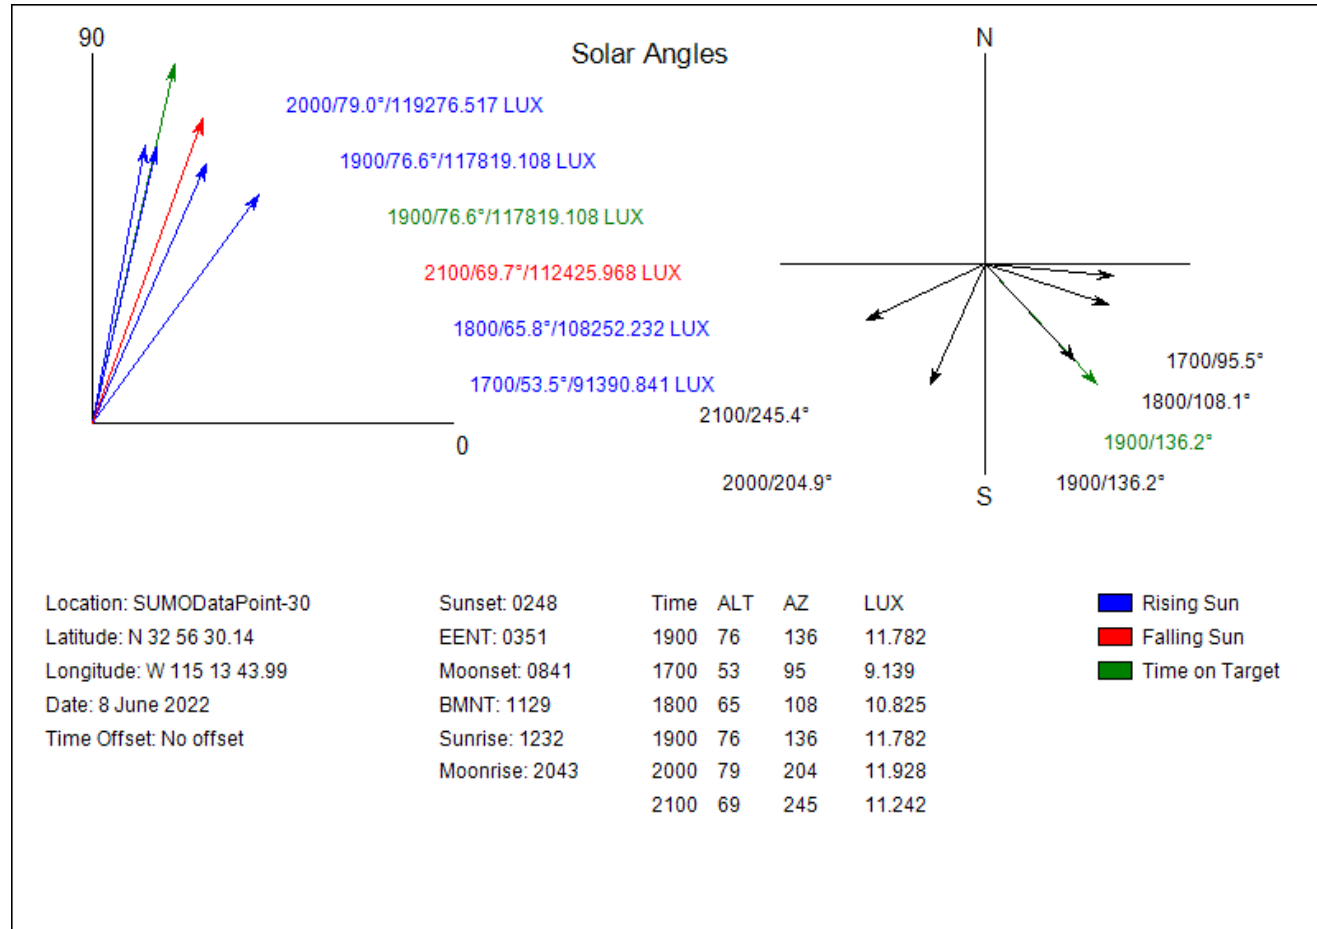 Solar Angles
90
2000/79.0°/119276.517 LUX
1900/76.6°/117819.108 LUX
1900/76.6°/117819.108 LUX
2100/69.7°/112425.968 LUX
1800/65.8°/108252.232 LUX
1700/53.5°/91390.841 LUX
0
N
1700/95.5°
1800/108.1°
2100/245.4°
1900/136.2°
2000/204.9°
1900/136.2°
S
Location: SUMODataPoint-30
Latitude: N 32 56 30.14
Longitude: W 115 13 43.99
Date: 8 June 2022
Time Offset: No offset
Sunset: 0248
EENT: 0351
Moonset: 0841
BMNT: 1129
Sunrise: 1232
Moonrise: 2043
Time ALT AZ LUX
1900 76 136 11.782
1700 53 95 9.139
1800 65 108 10.825
1900 76 136 11.782
2000 79 204 11.928
2100 69 245 11.242
Rising Sun
Falling Sun
Time on Target